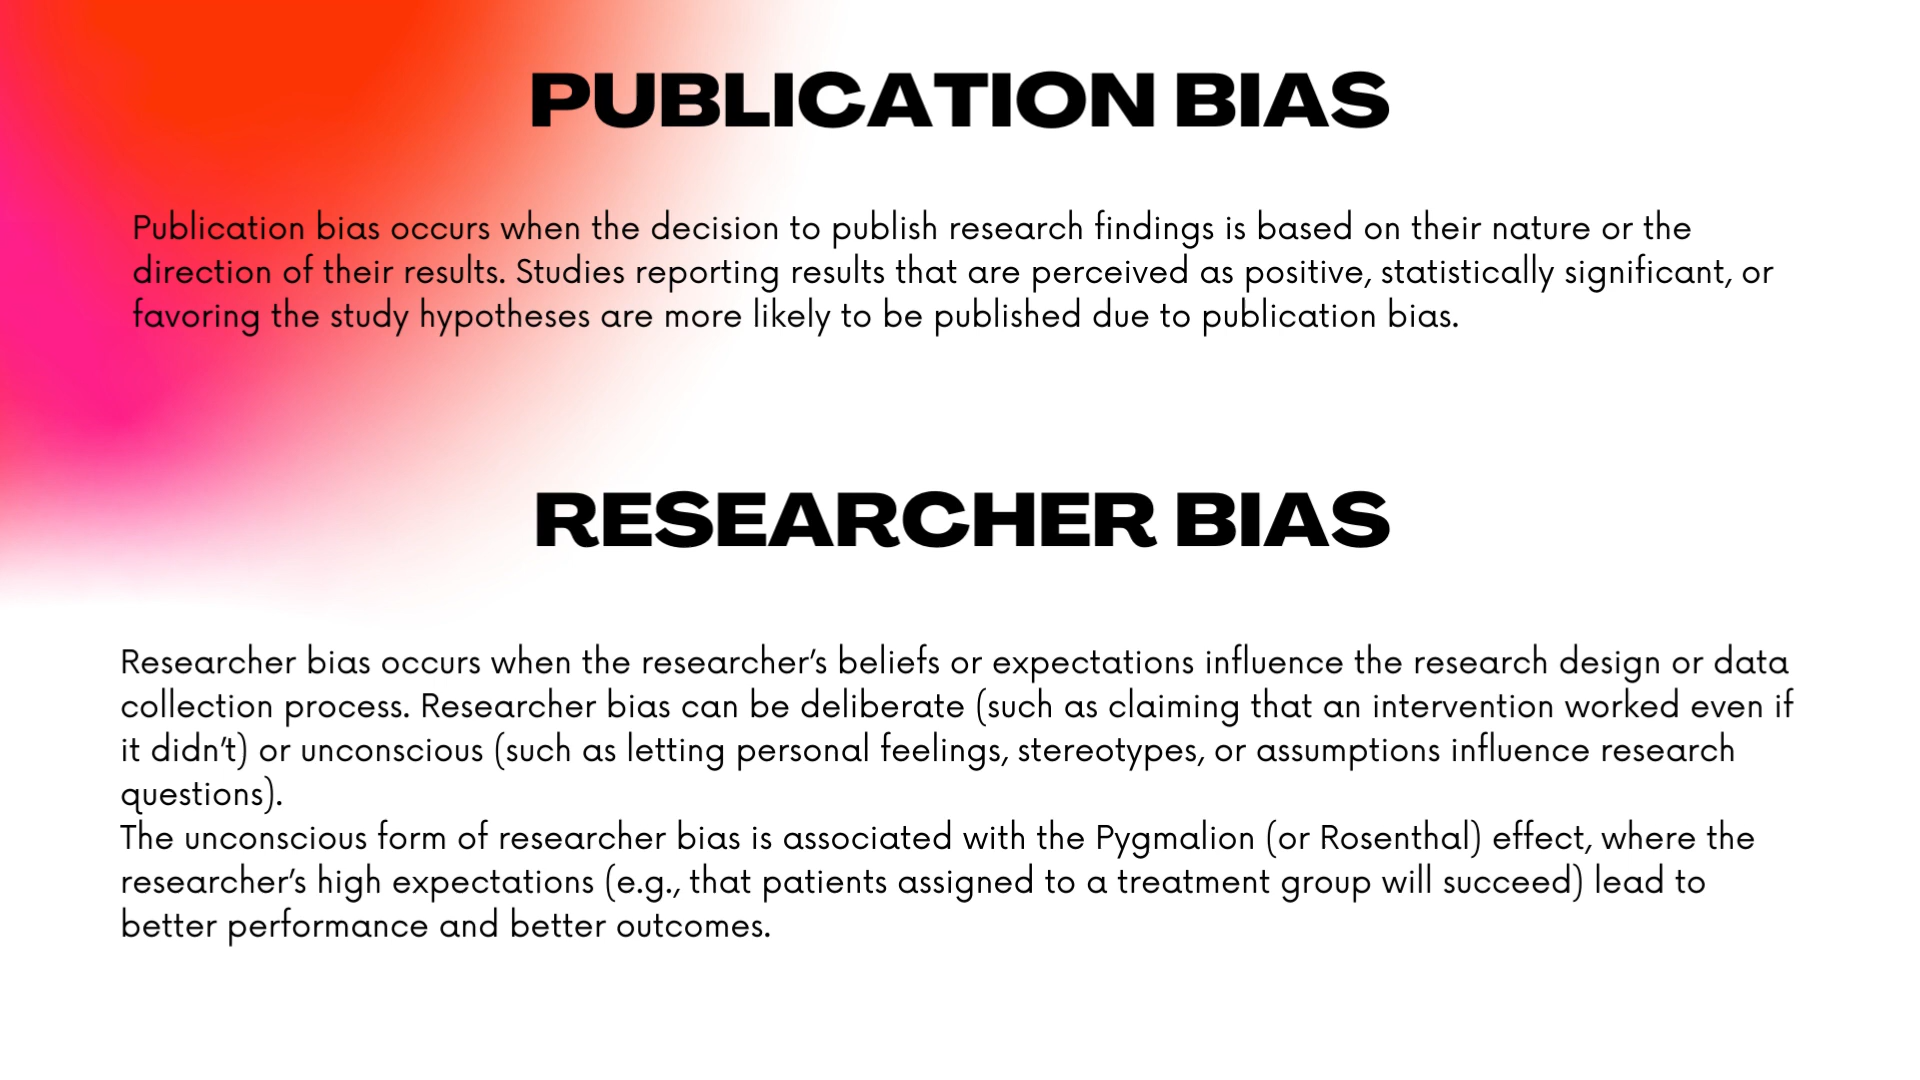 PUBLICATION BIAS
Publication bias occurs when the decision to publish research findings is based on their nature or the
direction of their results. Studies reporting results that are perceived as positive, statistically significant, or
favoring the study hypotheses are more likely to be published due to publication bias.
RESEARCHER BIAS
Researcher bias occurs when the researcher’s beliefs or expectations influence the research design or data
collection process. Researcher bias can be deliberate (such as claiming that an intervention worked even if
it didn’t) or unconscious (such as letting personal feelings, stereotypes, or assumptions influence research
questions).
The unconscious form of researcher bias is associated with the Pygmalion (or Rosenthal) effect, where the
researcher’s high expectations (e.g., that patients assigned to a treatment group will succeed) lead to
better performance and better outcomes.